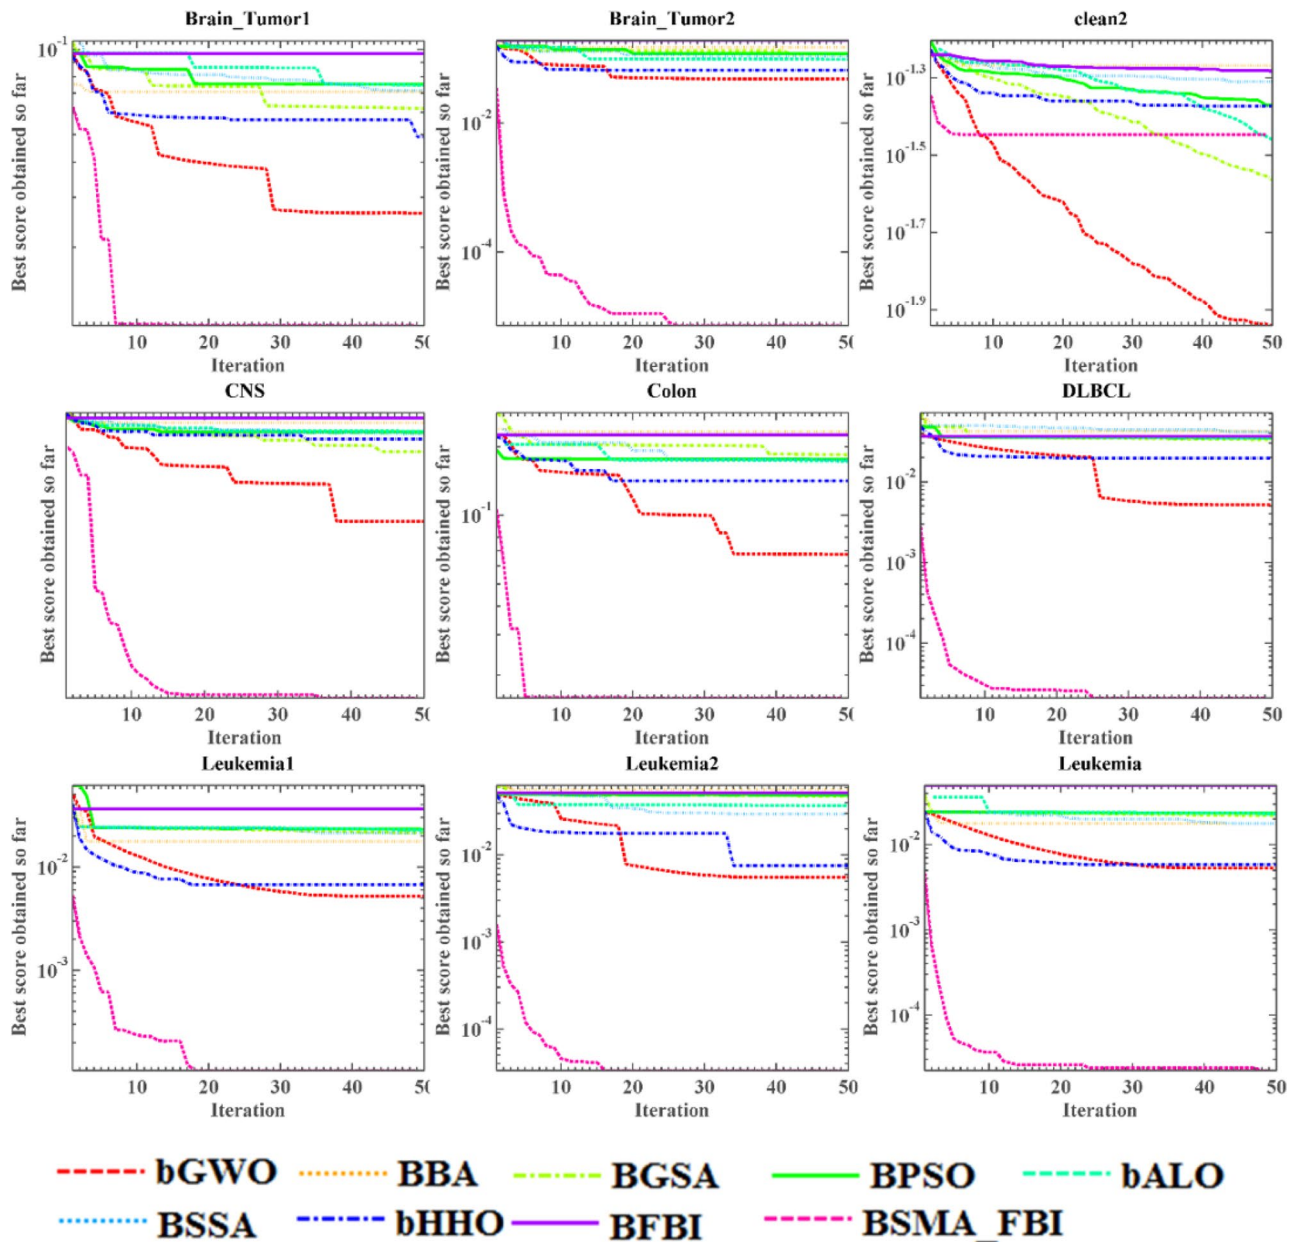 Brain_Tumor1 Brain_Tumor2 clean2
Best score obtained so far Best score obtained so far Best score obtained so far
10^-1
10^-2
10^-4
10^-1.3
10^-1.5
10^-1.7
10^-1.9
10 20 30 40 50 10 20 30 40 50 10 20 30 40 50
Iteration Iteration Iteration
CNS Colon DLBCL
Best score obtained so far Best score obtained so far Best score obtained so far
10^-1
10^-2
10^-3
10^-4
10 20 30 40 50 10 20 30 40 50 10 20 30 40 50
Iteration Iteration Iteration
Leukemia1 Leukemia2 Leukemia
Best score obtained so far Best score obtained so far Best score obtained so far
10^-2
10^-3
10^-2
10^-3
10^-4
10^-2
10^-3
10^-4
10 20 30 40 50 10 20 30 40 50 10 20 30 40 50
Iteration Iteration Iteration
bGWO BBA BGSA BPSO bALO
BSSA bHHO BFBI BSMA_FBI